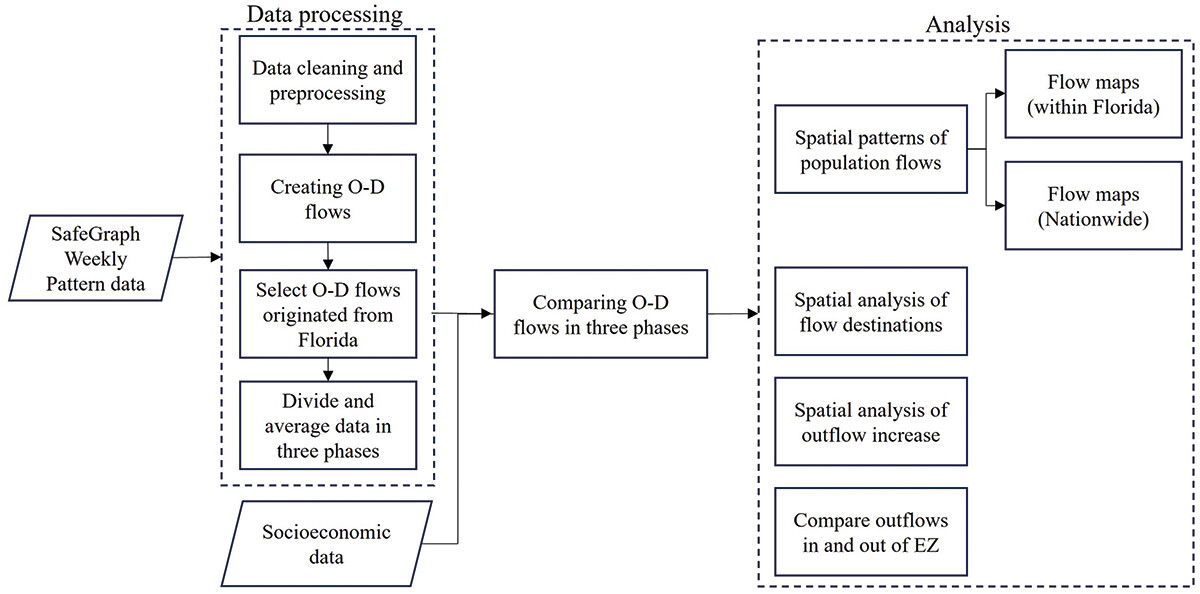 Data processing
Data cleaning and
preprocessing
Creating O-D
flows
Select O-D flows
originated from
Florida
Divide and
average data in
three phases
SafeGraph
Weekly
Pattern data
Socioeconomic
data
Comparing O-D
flows in three phases
Analysis
Spatial patterns of
population flows
Flow maps
(within Florida)
Flow maps
(Nationwide)
Spatial analysis of
flow destinations
Spatial analysis of
outflow increase
Compare outflows
in and out of EZ